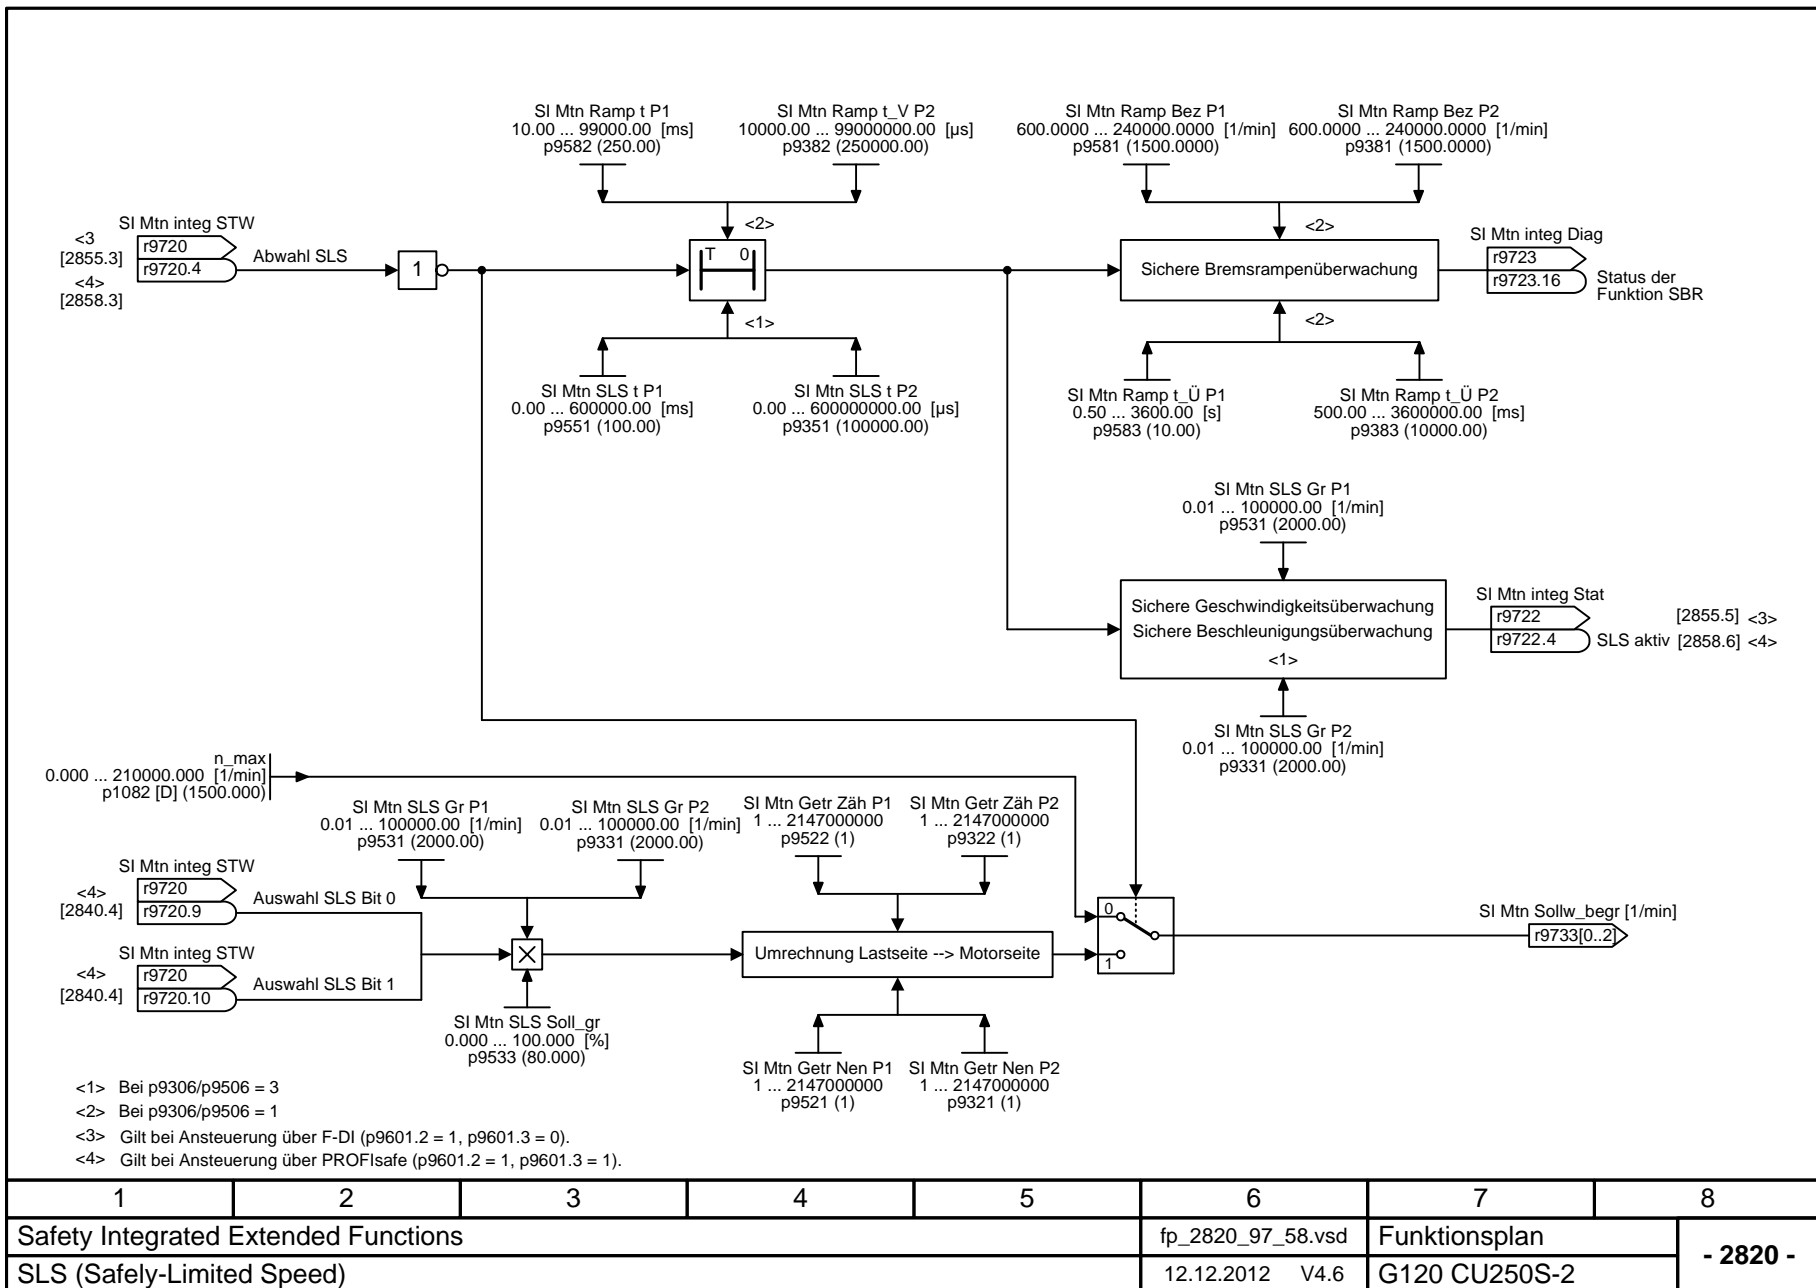 SI Mtn Ramp t P1
10.00 ... 99000.00 [ms]
p9582 (250.00)
SI Mtn Ramp t_V P2
10000.00 ... 99000000.00 [µs]
p9382 (250000.00)
SI Mtn Ramp Bez P1
600.0000 ... 240000.0000 [1/min]
p9581 (1500.0000)
SI Mtn Ramp Bez P2
600.0000 ... 240000.0000 [1/min]
p9381 (1500.0000)
<2>
<2>
SI Mtn integ STW
<3
[2855.3]
<4>
[2858.3]
r9720
r9720.4
Abwahl SLS
1
T 0
Sichere Bremsrampenüberwachung
SI Mtn integ Diag
r9723
r9723.16
Status der
Funktion SBR
<1>
<2>
SI Mtn SLS t P1
0.00 ... 600000.00 [ms]
p9551 (100.00)
SI Mtn SLS t P2
0.00 ... 600000000.00 [µs]
p9351 (100000.00)
SI Mtn Ramp t_Ü P1
0.50 ... 3600.00 [s]
p9583 (10.00)
SI Mtn Ramp t_Ü P2
500.00 ... 3600000.00 [ms]
p9383 (10000.00)
SI Mtn SLS Gr P1
0.01 ... 100000.00 [1/min]
p9531 (2000.00)
Sichere Geschwindigkeitsüberwachung
Sichere Beschleunigungsüberwachung
<1>
SI Mtn integ Stat
r9722
r9722.4
SLS aktiv
[2855.5] <3>
[2858.6] <4>
SI Mtn SLS Gr P2
0.01 ... 100000.00 [1/min]
p9331 (2000.00)
n_max
0.000 ... 210000.000 [1/min]
p1082 [D] (1500.000)
SI Mtn SLS Gr P1
0.01 ... 100000.00 [1/min]
p9531 (2000.00)
SI Mtn SLS Gr P2
0.01 ... 100000.00 [1/min]
p9331 (2000.00)
SI Mtn Getr Zäh P1
1 ... 2147000000
p9522 (1)
SI Mtn Getr Zäh P2
1 ... 2147000000
p9322 (1)
SI Mtn integ STW
<4>
[2840.4]
r9720
r9720.9
Auswahl SLS Bit 0
SI Mtn integ STW
<4>
[2840.4]
r9720
r9720.10
Auswahl SLS Bit 1
Umrechnung Lastseite --> Motorseite
0
1
SI Mtn Sollw_begr [1/min]
r9733[0..2]
SI Mtn SLS Soll_gr
0.000 ... 100.000 [%]
p9533 (80.000)
SI Mtn Getr Nen P1
1 ... 2147000000
p9521 (1)
SI Mtn Getr Nen P2
1 ... 2147000000
p9321 (1)
<1> Bei p9306/p9506 = 3
<2> Bei p9306/p9506 = 1
<3> Gilt bei Ansteuerung über F-DI (p9601.2 = 1, p9601.3 = 0).
<4> Gilt bei Ansteuerung über PROFIsafe (p9601.2 = 1, p9601.3 = 1).
1 2 3 4 5 6 7 8
Safety Integrated Extended Functions
fp_2820_97_58.vsd
Funktionsplan
- 2820 -
SLS (Safely-Limited Speed)
12.12.2012 V4.6
G120 CU250S-2